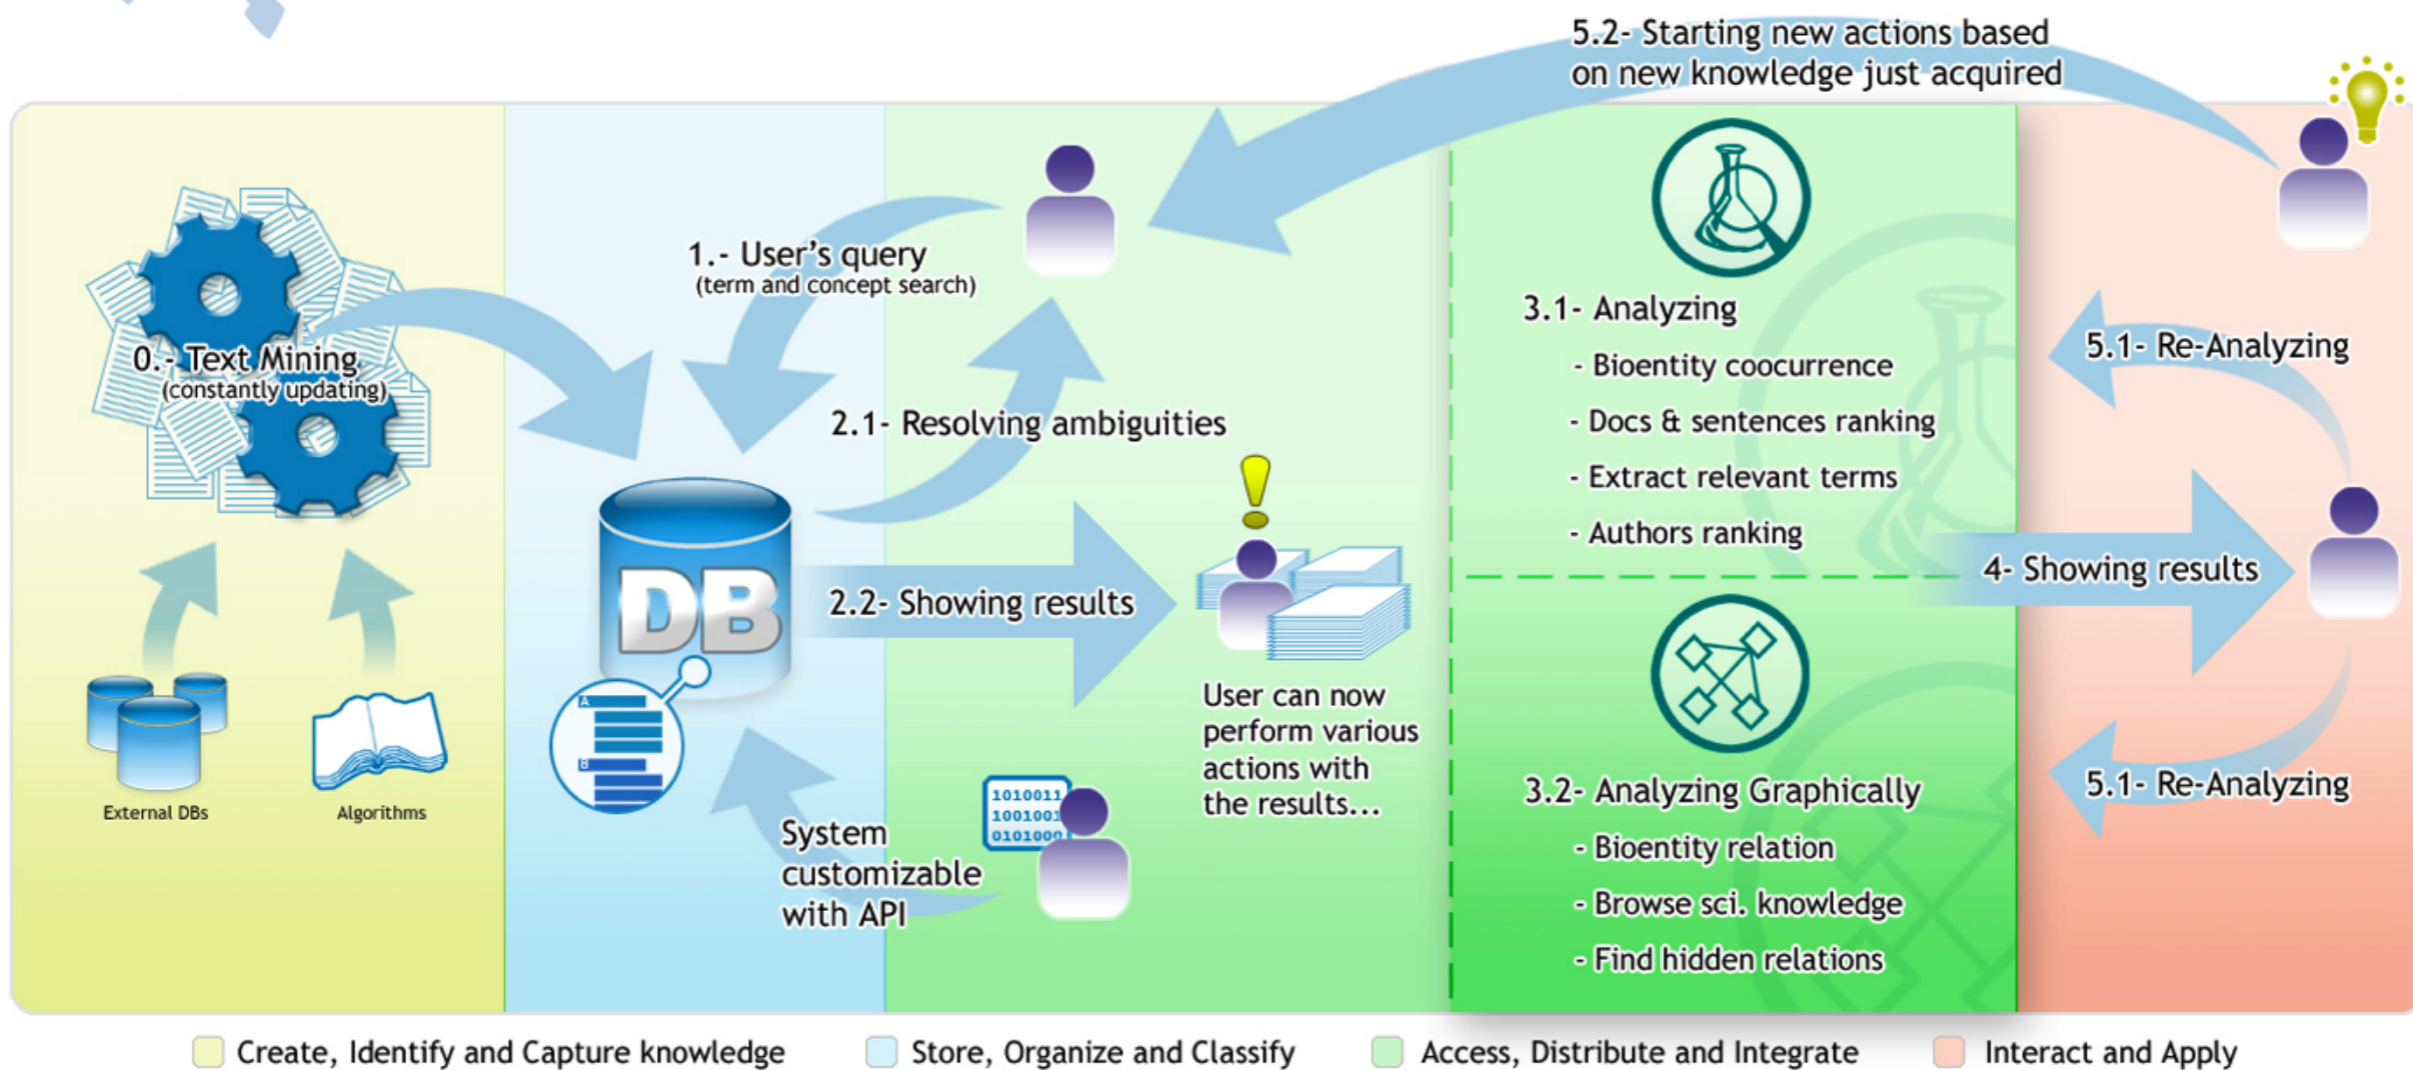 5.2- Starting new actions based
on new knowledge just acquired
0.- Text Mining
(constantly updating)
External DBs
Algorithms
1.- User's query
(term and concept search)
2.1- Resolving ambiguities
DB
2.2- Showing results
A
B
System
customizable
with API
1010011
100100
0101000
User can now
perform various
actions with
the results...
3.1- Analyzing
- Bioentity coocurrence
- Docs & sentences ranking
- Extract relevant terms
- Authors ranking
3.2- Analyzing Graphically
- Bioentity relation
- Browse sci. knowledge
- Find hidden relations
4- Showing results
5.1- Re-Analyzing
5.1- Re-Analyzing
Create, Identify and Capture knowledge
Store, Organize and Classify
Access, Distribute and Integrate
Interact and Apply